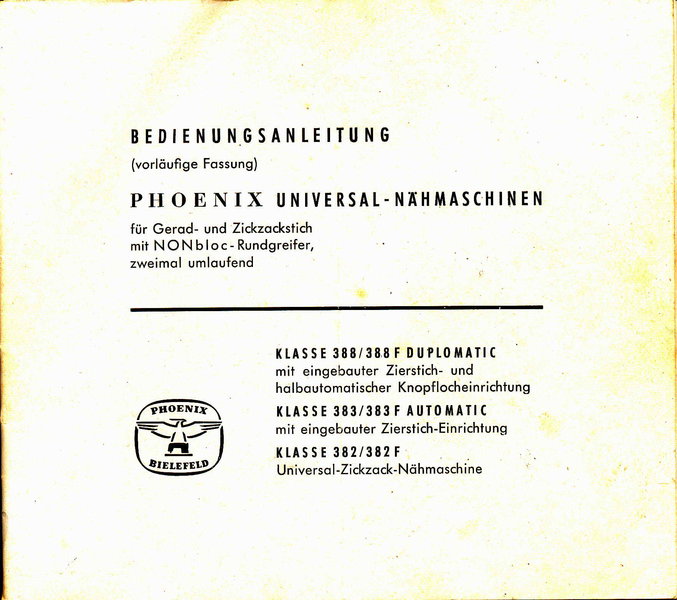 BEDIENUNGSANLEITUNG
(vorläufige Fassung)
PHOENIX UNIVERSAL-NÄHMASCHINEN
für Gerad- und Zickzackstich
mit NONbloc-Rundgreifer,
zweimal umlaufend
KLASSE 388/388 F DUPLOMATIC
mit eingebauter Zierstich- und
halbautomatischer Knopflocheinrichtung
KLASSE 383/383 F AUTOMATIC
mit eingebauter Zierstich-Einrichtung
KLASSE 382/382 F
Universal-Zickzack-Nähmaschine
PHOENIX
BIELEFELD